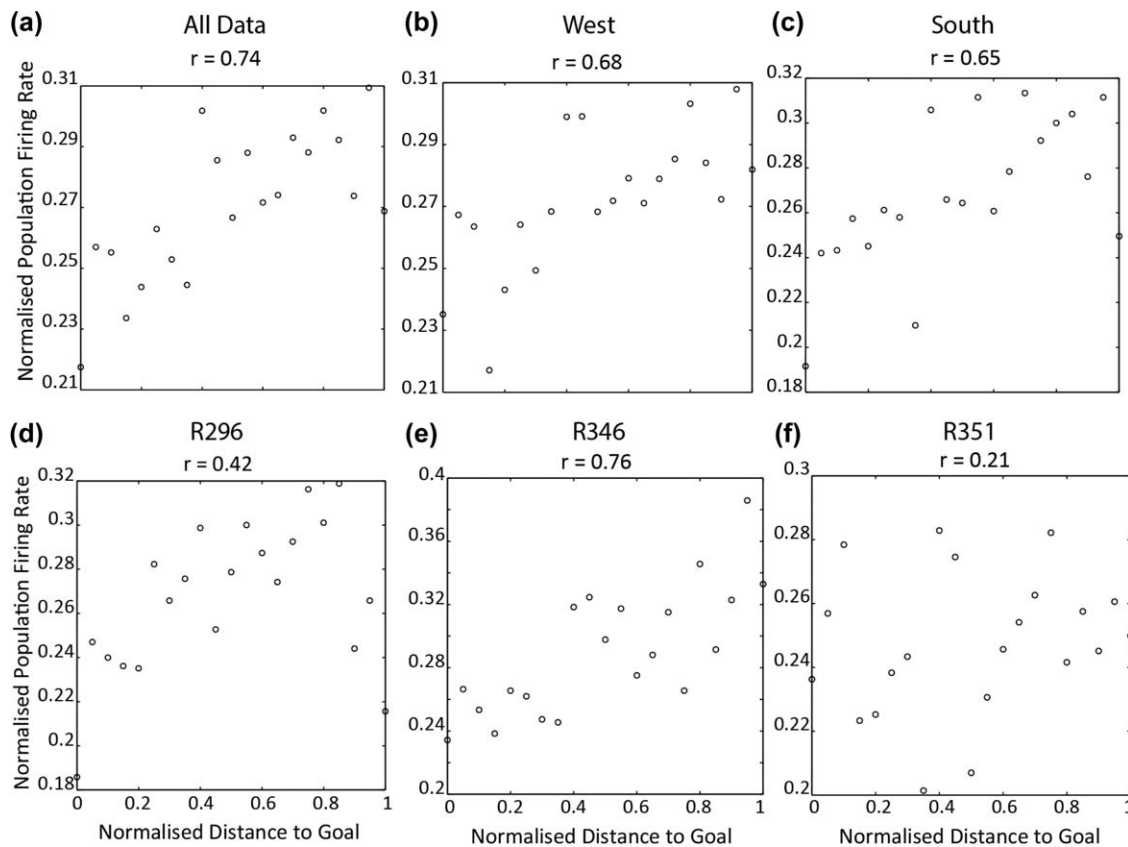 (a) All Data
r = 0.74
(b) West
r = 0.68
(c) South
r = 0.65
Normalised Population Firing Rate
0.31
0.29
0.27
0.25
0.23
0.21
0.31
0.29
0.27
0.25
0.23
0.21
0.32
0.3
0.28
0.26
0.24
0.22
0.2
0.18
(d) R296
r = 0.42
(e) R346
r = 0.76
(f) R351
r = 0.21
Normalised Population Firing Rate
0.32
0.3
0.28
0.26
0.24
0.22
0.2
0.18
0 0.2 0.4 0.6 0.8 1
Normalised Distance to Goal
0.4
0.36
0.32
0.28
0.24
0.2
0 0.2 0.4 0.6 0.8 1
Normalised Distance to Goal
0.3
0.28
0.26
0.24
0.22
0.2
0 0.2 0.4 0.6 0.8 1
Normalised Distance to Goal